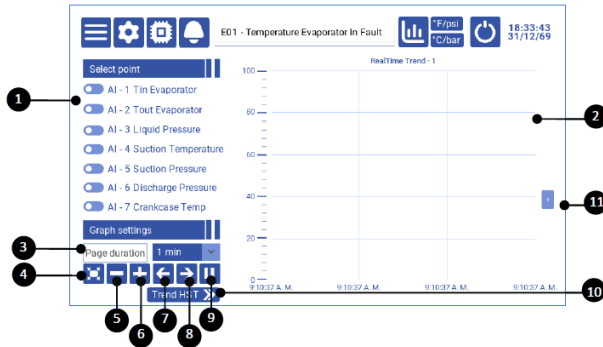 E01 - Temperature Evaporator In Fault
°F/psi
°C/bar
18:33:43
31/12/69
Select point
AI - 1 Tin Evaporator
AI - 2 Tout Evaporator
AI - 3 Liquid Pressure
AI - 4 Suction Temperature
AI - 5 Suction Pressure
AI - 6 Discharge Pressure
AI - 7 Crankcase Temp
Graph settings
Page duration
1 min
Trend HST
RealTime Trend - 1
100
80
60
40
20
0
9:10:37 A. M.
9:10:37 A. M.
9:10:37 A. M.
9:10:37 A. M.
9:10:37 A. M.
1
2
3
4
5
6
7
8
9
10
11